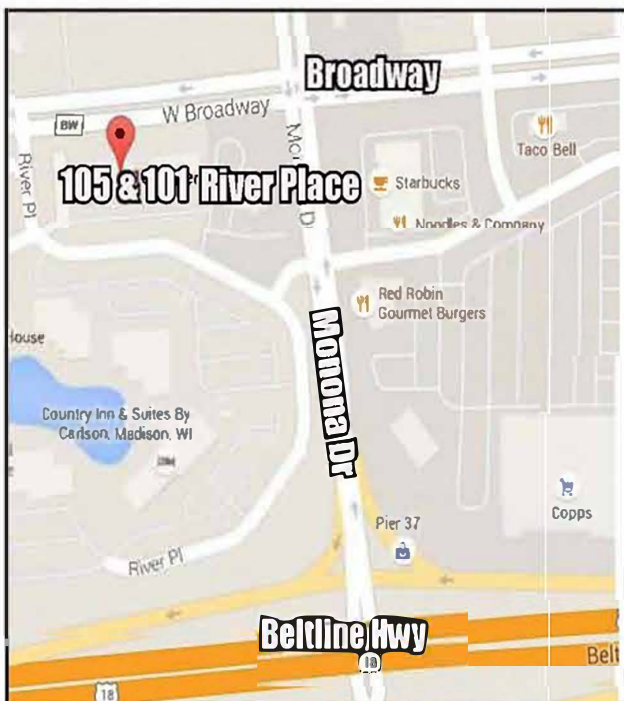 Broadway
W Broadway
BW
Taco Bell
River Pl
105 & 101 River Place
Starbucks
Noodles & Company
Red Robin
Gourmet Burgers
Monona Dr
House
Country Inn & Suites By
Carlson, Madison, WI
Copps
Pier 37
River Pl
Beltline Hwy
Belt
18
18